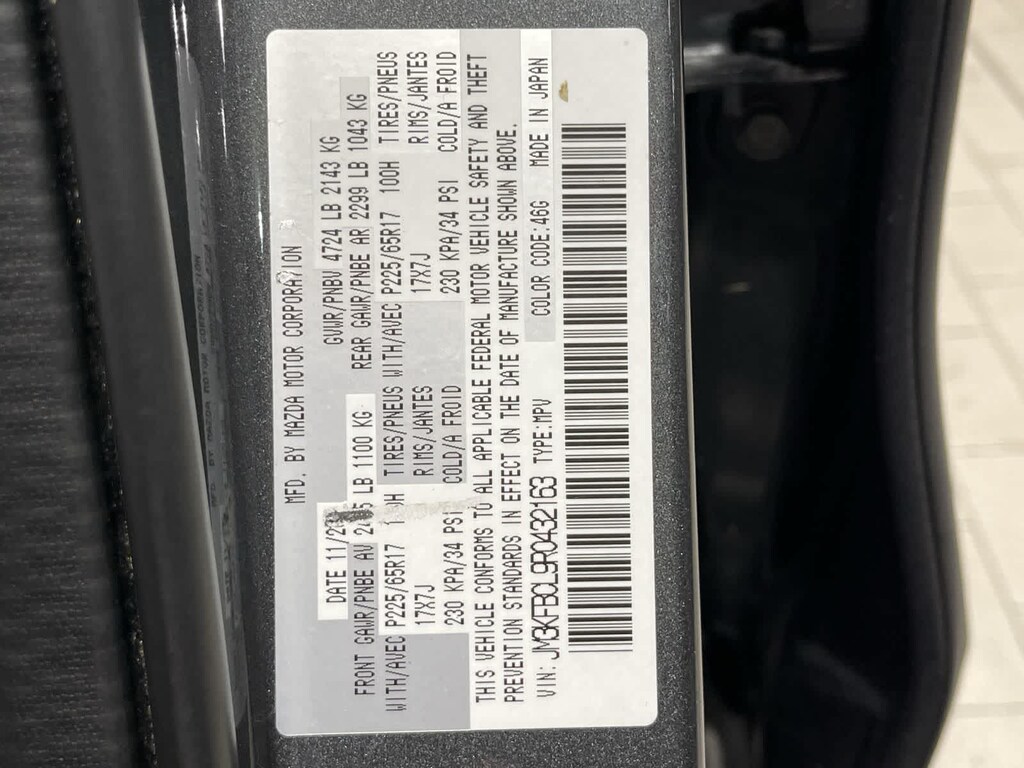 MFD. BY MAZDA MOTOR CORPORATION
DATE 
GVWR/PNBV 4724 LB 2143 KG
FRONT GAWR/PNBE AV LB 1100 KG REAR GAWR/PNBE AR 2299 LB 1043 KG
WITH/AVEC P225/65R17 TIRES/PNEUS WITH/AVEC P225/65R17 100H TIRES/PNEUS
17X7J RIMS/JANTES 17X7J RIMS/JANTES
230 KPA/34 PSI COLD/A FROID 230 KPA/34 PSI COLD/A FROID
THIS VEHICLE CONFORMS TO ALL APPLICABLE FEDERAL MOTOR VEHICLE SAFETY AND THEFT
PREVENTION STANDARDS IN EFFECT ON THE DATE OF MANUFACTURE SHOWN ABOVE.
VIN: JM3KFBCL9R0432163 TYPE:MPV COLOR CODE:46G MADE IN JAPAN